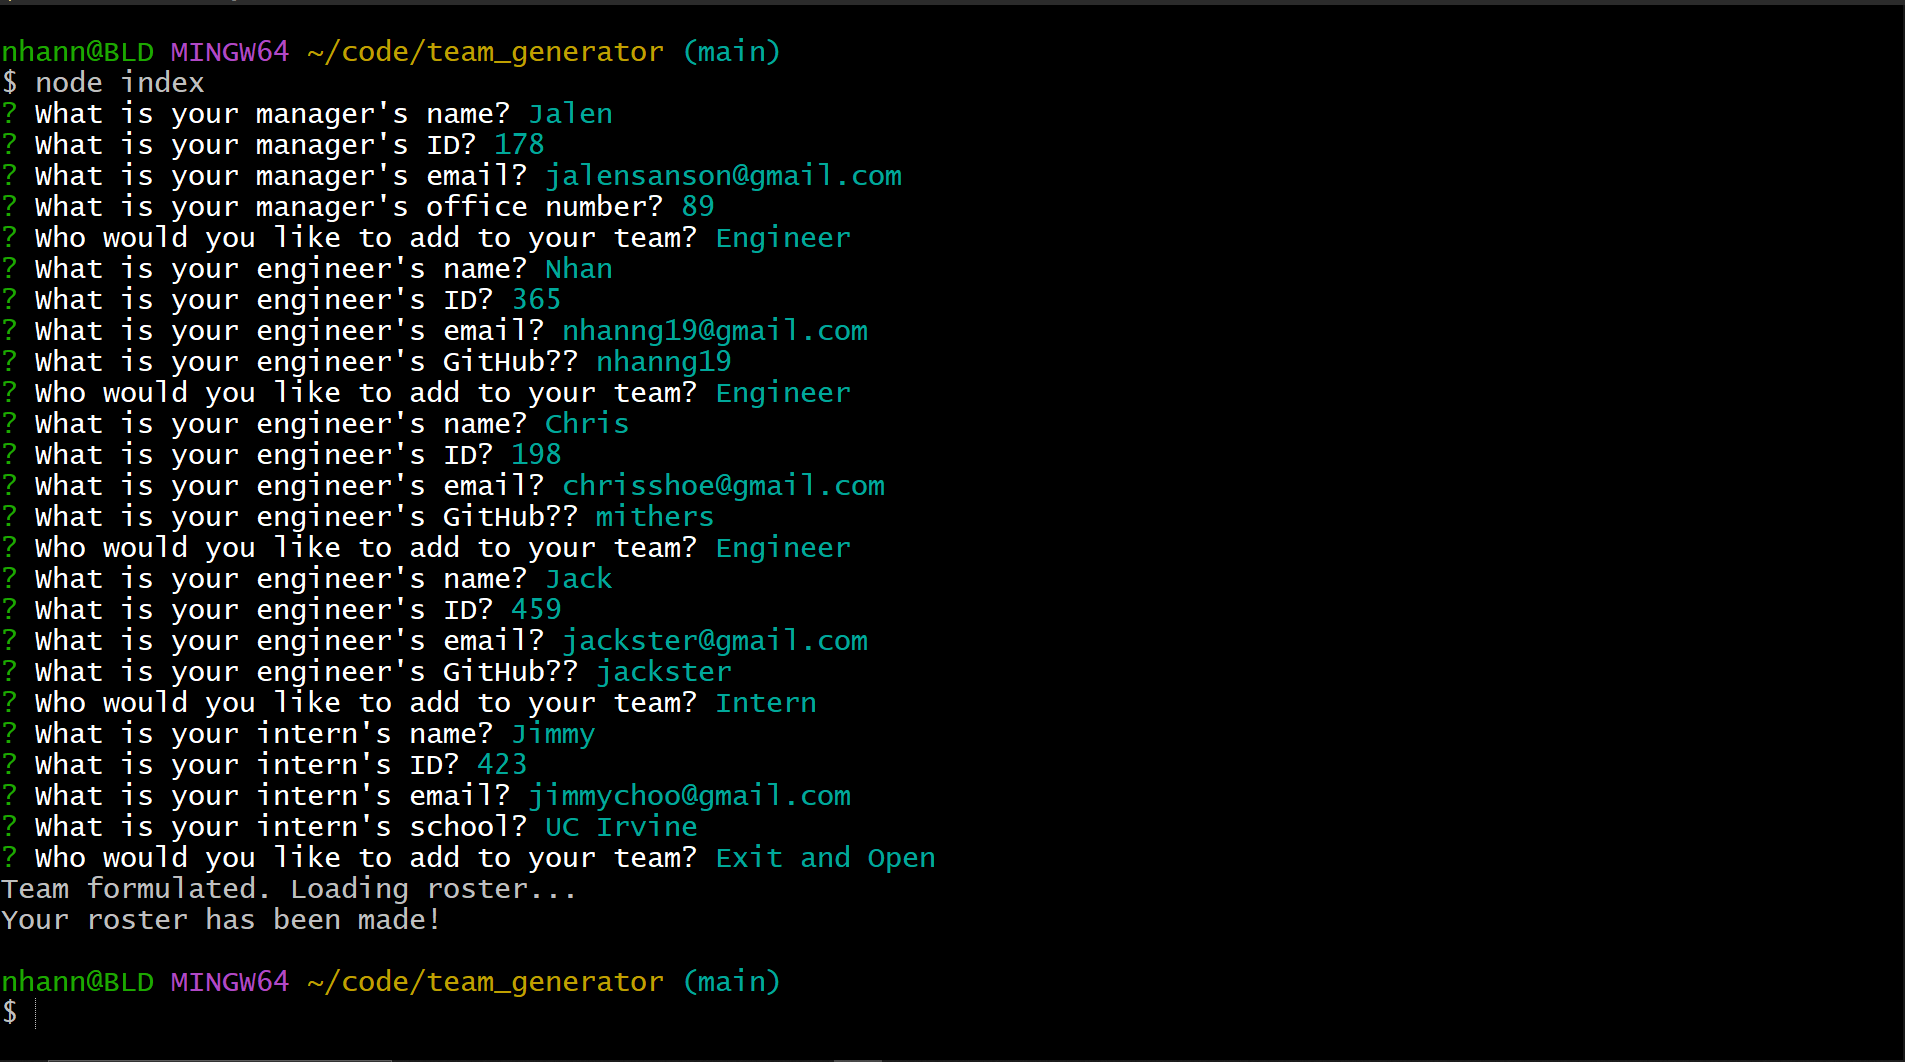 nhann@BLD MINGW64 ~/code/team_generator (main)
$ node index
? What is your manager's name? Jalen
? What is your manager's ID? 178
? What is your manager's email? jalensanson@gmail.com
? What is your manager's office number? 89
? Who would you like to add to your team? Engineer
? What is your engineer's name? Nhan
? What is your engineer's ID? 365
? What is your engineer's email? nhanng19@gmail.com
? What is your engineer's GitHub?? nhanng19
? Who would you like to add to your team? Engineer
? What is your engineer's name? Chris
? What is your engineer's ID? 198
? What is your engineer's email? chrisshoe@gmail.com
? What is your engineer's GitHub?? mithers
? Who would you like to add to your team? Engineer
? What is your engineer's name? Jack
? What is your engineer's ID? 459
? What is your engineer's email? jackster@gmail.com
? What is your engineer's GitHub?? jackster
? Who would you like to add to your team? Intern
? What is your intern's name? Jimmy
? What is your intern's ID? 423
? What is your intern's email? jimmychoo@gmail.com
? What is your intern's school? UC Irvine
? Who would you like to add to your team? Exit and Open
Team formulated. Loading roster...
Your roster has been made!
nhann@BLD MINGW64 ~/code/team_generator (main)
$